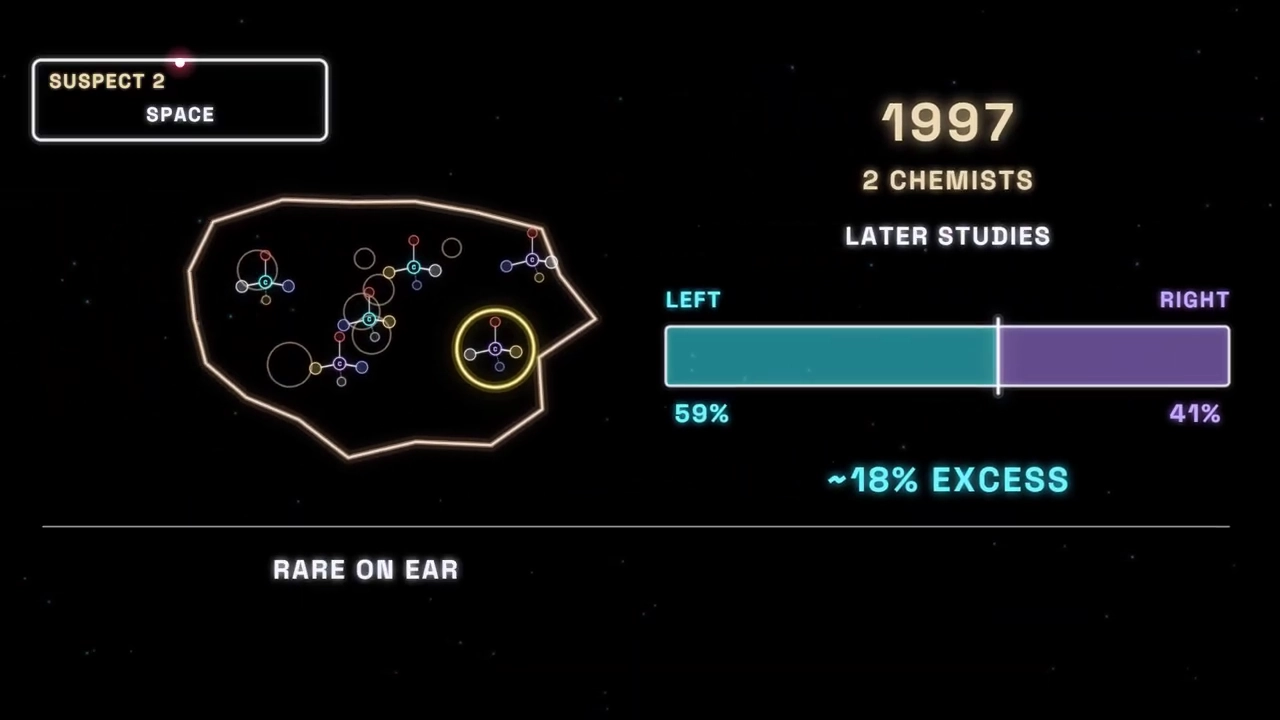 SUSPECT 2
SPACE
1997
2 CHEMISTS
LATER STUDIES
LEFT
RIGHT
59%
41%
~18% EXCESS
RARE ON EAR
C
C
C
C
C
C